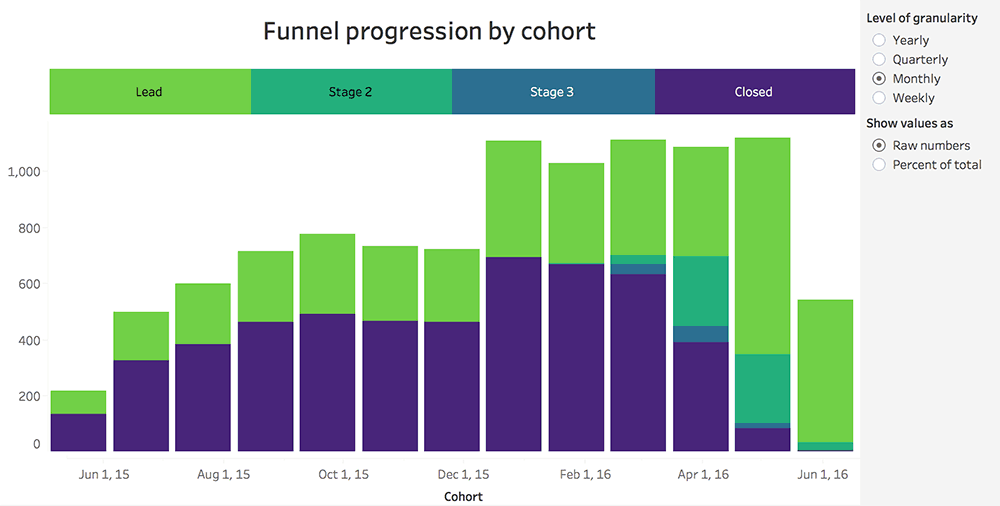 Funnel progression by cohort
Lead Stage 2 Stage 3 Closed
1,000
800
600
400
200
0
Jun 1, 15 Aug 1, 15 Oct 1, 15 Dec 1, 15 Feb 1, 16 Apr 1, 16 Jun 1, 16
Cohort
Level of granularity
Yearly
Quarterly
Monthly
Weekly
Show values as
Raw numbers
Percent of total